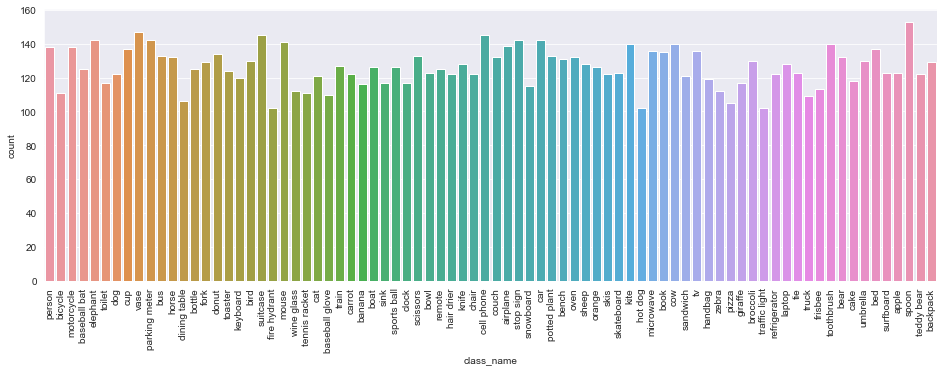 160
140
120
100
80
60
40
20
0
count
person
bicycle
motorcycle
baseball bat
elephant
toilet
dog
cup
vase
parking meter
bus
horse
dining table
bottle
fork
donut
toaster
keyboard
bird
suitcase
fire hydrant
mouse
wine glass
tennis racket
cat
baseball glove
train
carrot
banana
boat
sink
sports ball
clock
scissors
bowl
remote
hair drier
knife
chair
cell phone
couch
airplane
stop sign
snowboard
car
potted plant
bench
oven
sheep
orange
skis
skateboard
kite
hot dog
microwave
book
cow
sandwich
tv
handbag
zebra
pizza
giraffe
broccoli
traffic light
refrigerator
laptop
tie
truck
frisbee
toothbrush
bear
cake
umbrella
bed
surfboard
apple
spoon
teddy bear
backpack
class_name